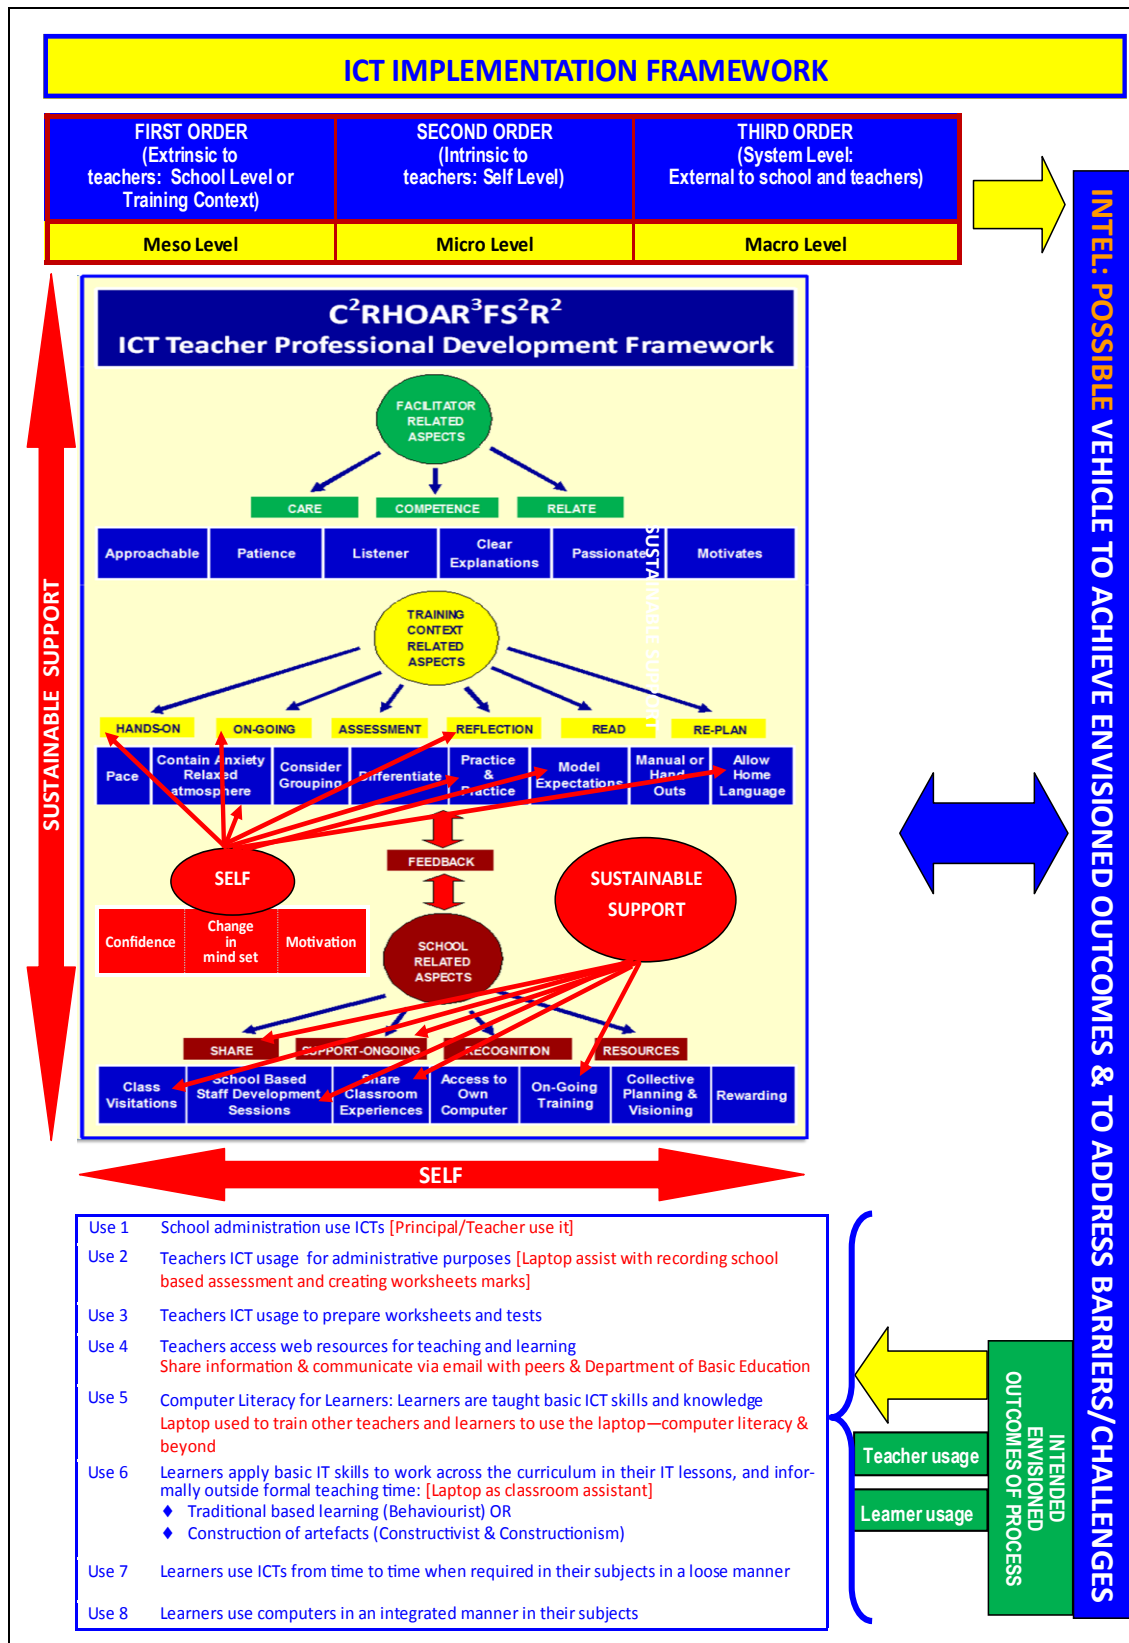 ICT IMPLEMENTATION FRAMEWORK
FIRST ORDER
(Extrinsic to
teachers: School Level or
Training Context)
SECOND ORDER
(Intrinsic to
teachers: Self Level)
THIRD ORDER
(System Level:
External to school and teachers)
Meso Level
Micro Level
Macro Level
INTEL: POSSIBLE VEHICLE TO ACHIEVE ENVISIONED OUTCOMES & TO ADDRESS BARRIERS/CHALLENGES
SUSTAINABLE SUPPORT
C²RHOAR³FS²R²
ICT Teacher Professional Development Framework
FACILITATOR
RELATED
ASPECTS
CARE
COMPETENCE
RELATE
Approachable
Patience
Listener
Clear
Explanations
Passionate
Motivates
SUSTAINABLE SUPPORT
TRAINING
CONTEXT
RELATED
ASPECTS
HANDS-ON
ON-GOING
ASSESSMENT
REFLECTION
READ
RE-PLAN
Pace
Contain Anxiety
Relaxed
atmosphere
Consider
Grouping
Differentiate
Practice
&
Practice
Model
Expectations
Manual or
Hand
Outs
Allow
Home
Language
FEEDBACK
SELF
Confidence
Change
in
mind set
Motivation
SUSTAINABLE
SUPPORT
SCHOOL
RELATED
ASPECTS
SHARE
SUPPORT-ONGOING
RECOGNITION
RESOURCES
Class
Visitations
School Based
Staff Development
Sessions
Share
Classroom
Experiences
Access to
Own
Computer
On-Going
Training
Collective
Planning &
Visioning
Rewarding
SELF
Use 1 School administration use ICTs [Principal/Teacher use it]
Use 2 Teachers ICT usage for administrative purposes [Laptop assist with recording school
based assessment and creating worksheets marks]
Use 3 Teachers ICT usage to prepare worksheets and tests
Use 4 Teachers access web resources for teaching and learning
Share information & communicate via email with peers & Department of Basic Education
Use 5 Computer Literacy for Learners: Learners are taught basic ICT skills and knowledge
Laptop used to train other teachers and learners to use the laptop—computer literacy &
beyond
Use 6 Learners apply basic IT skills to work across the curriculum in their IT lessons, and infor-
mally outside formal teaching time: [Laptop as classroom assistant]
♦ Traditional based learning (Behaviourist) OR
♦ Construction of artefacts (Constructivist & Constructionism)
Use 7 Learners use ICTs from time to time when required in their subjects in a loose manner
Use 8 Learners use computers in an integrated manner in their subjects
Teacher usage
Learner usage
INTENDED
ENVISIONED
OUTCOMES OF PROCESS